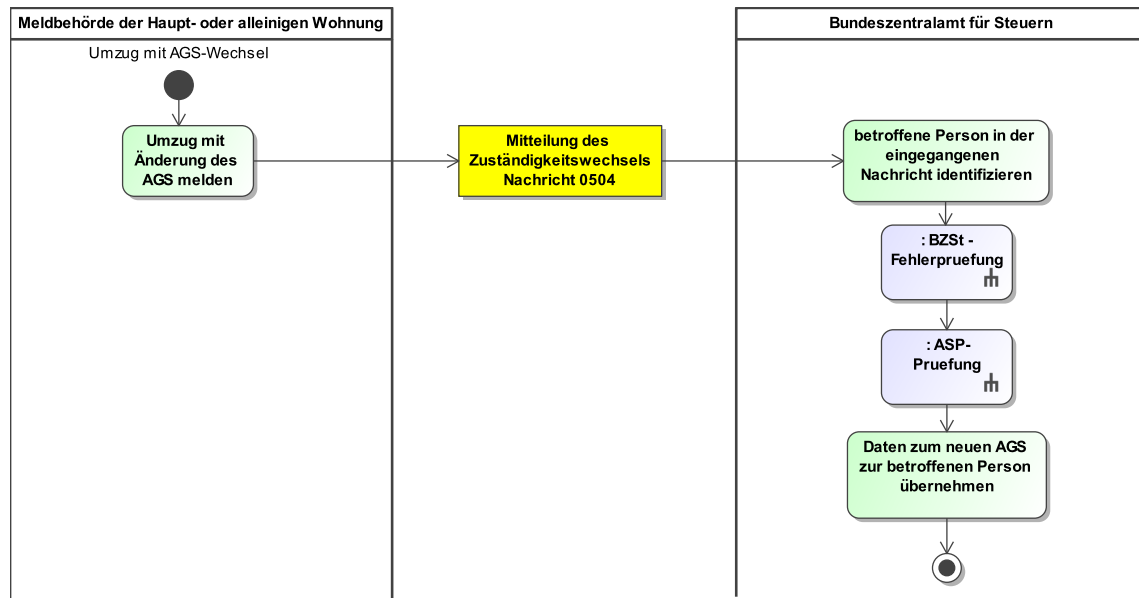 Meldbehörde der Haupt- oder alleinigen Wohnung
Umzug mit AGS-Wechsel
Umzug mit
Änderung des
AGS melden
Mitteilung des
Zuständigkeitswechsels
Nachricht 0504
Bundeszentralamt für Steuern
betroffene Person in der
eingegangenen
Nachricht identifizieren
: BZSt -
Fehlerpruefung
: ASP-
Pruefung
Daten zum neuen AGS
zur betroffenen Person
übernehmen